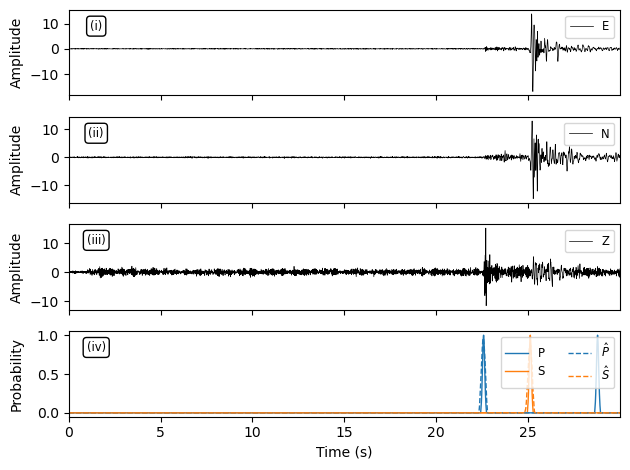 Amplitude
10
0
−10
(i)
E
Amplitude
10
0
−10
(ii)
N
Amplitude
10
0
−10
(iii)
Z
Probability
1.0
0.5
0.0
(iv)
P
S
P̂
Ŝ
0 5 10 15 20 25
Time (s)